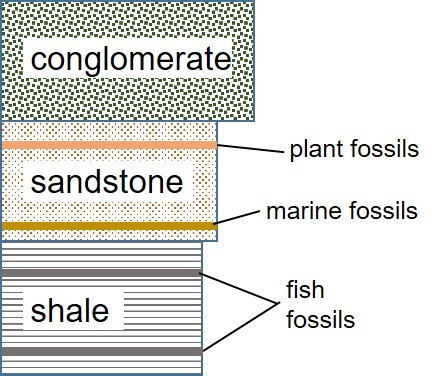 conglomerate
plant fossils
sandstone
marine fossils
fish
fossils
shale